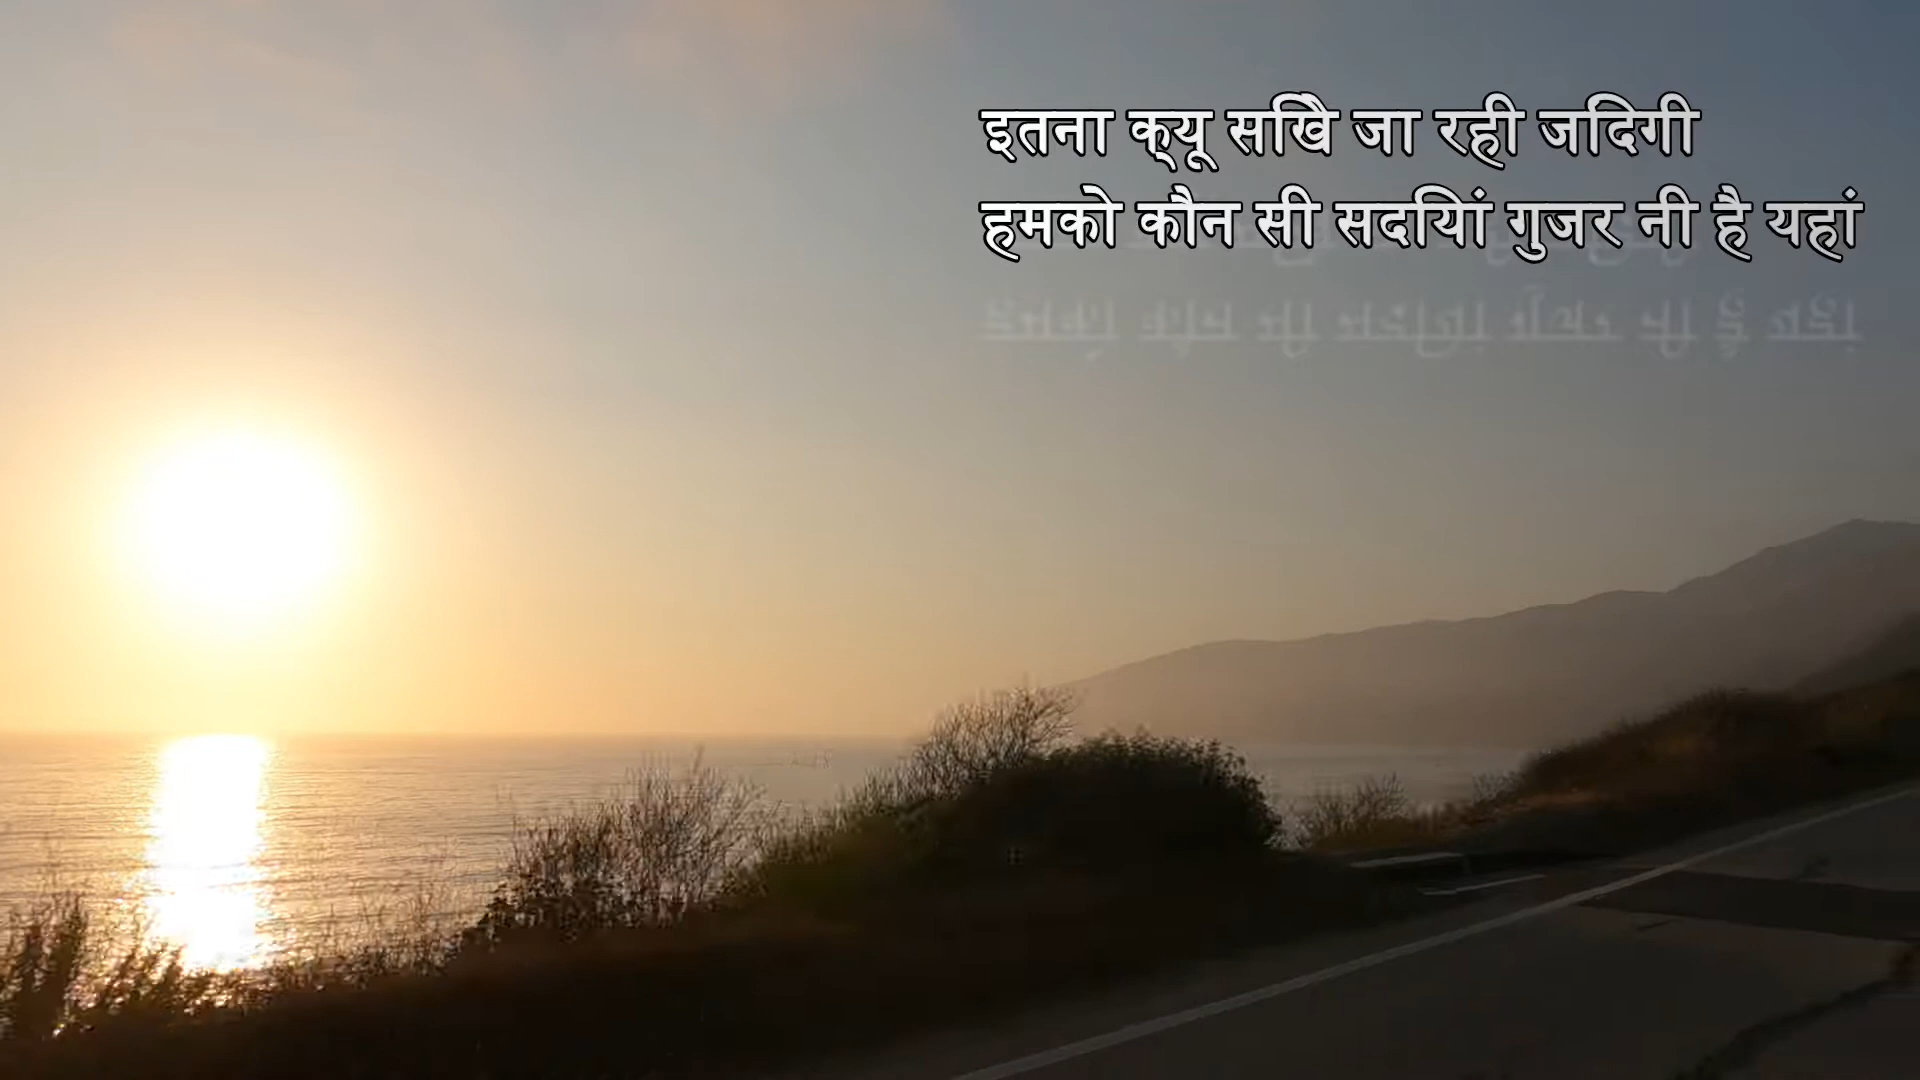 इतना क्यू सखिै जा रही जदिगी
हमको कौन सी सदयिां गुजर नी है यहां